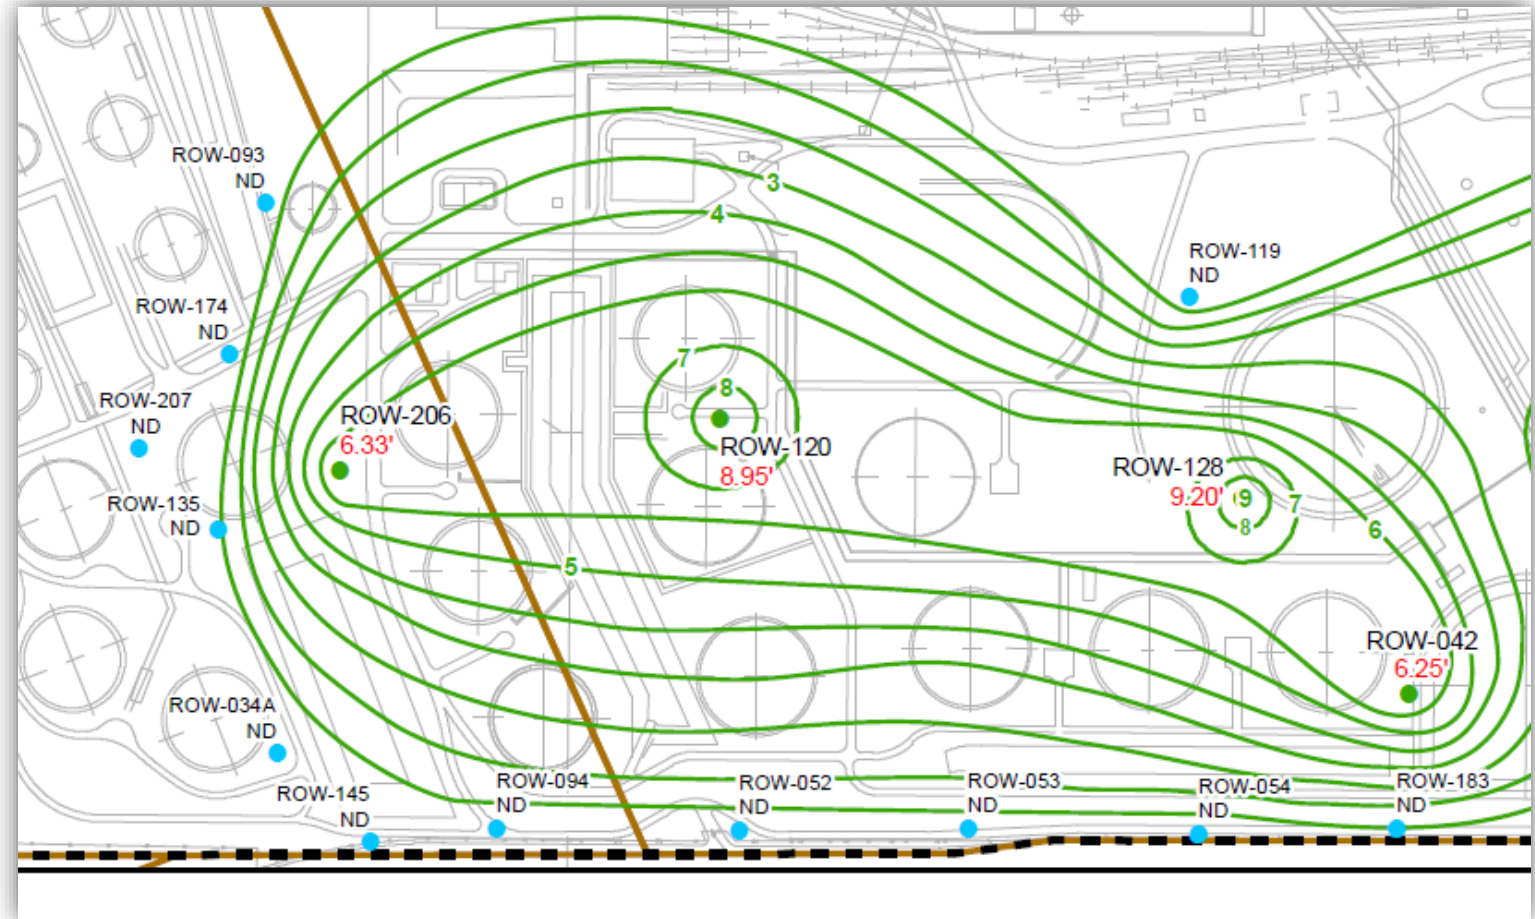 ROW-093
ND
3
4
ROW-119
ND
ROW-174
ND
7
8
ROW-207
ND
ROW-206
6.33'
ROW-120
8.95'
ROW-128
9.20'
9
7
8
ROW-135
ND
6
5
ROW-042
6.25'
ROW-034A
ND
ROW-145
ND
ROW-094
ND
ROW-052
ND
ROW-053
ND
ROW-054
ND
ROW-183
ND